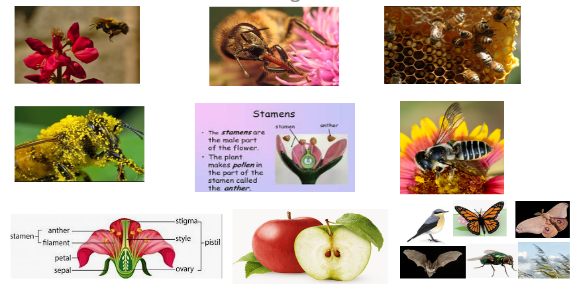 Stamens
stamen
anther
• The stamens are
the male part
of the flower.
• The plant
makes pollen in
the part of the
stamen called
the anther.
stigma
anther
stamen
style
pistil
filament
petal
sepal
ovary